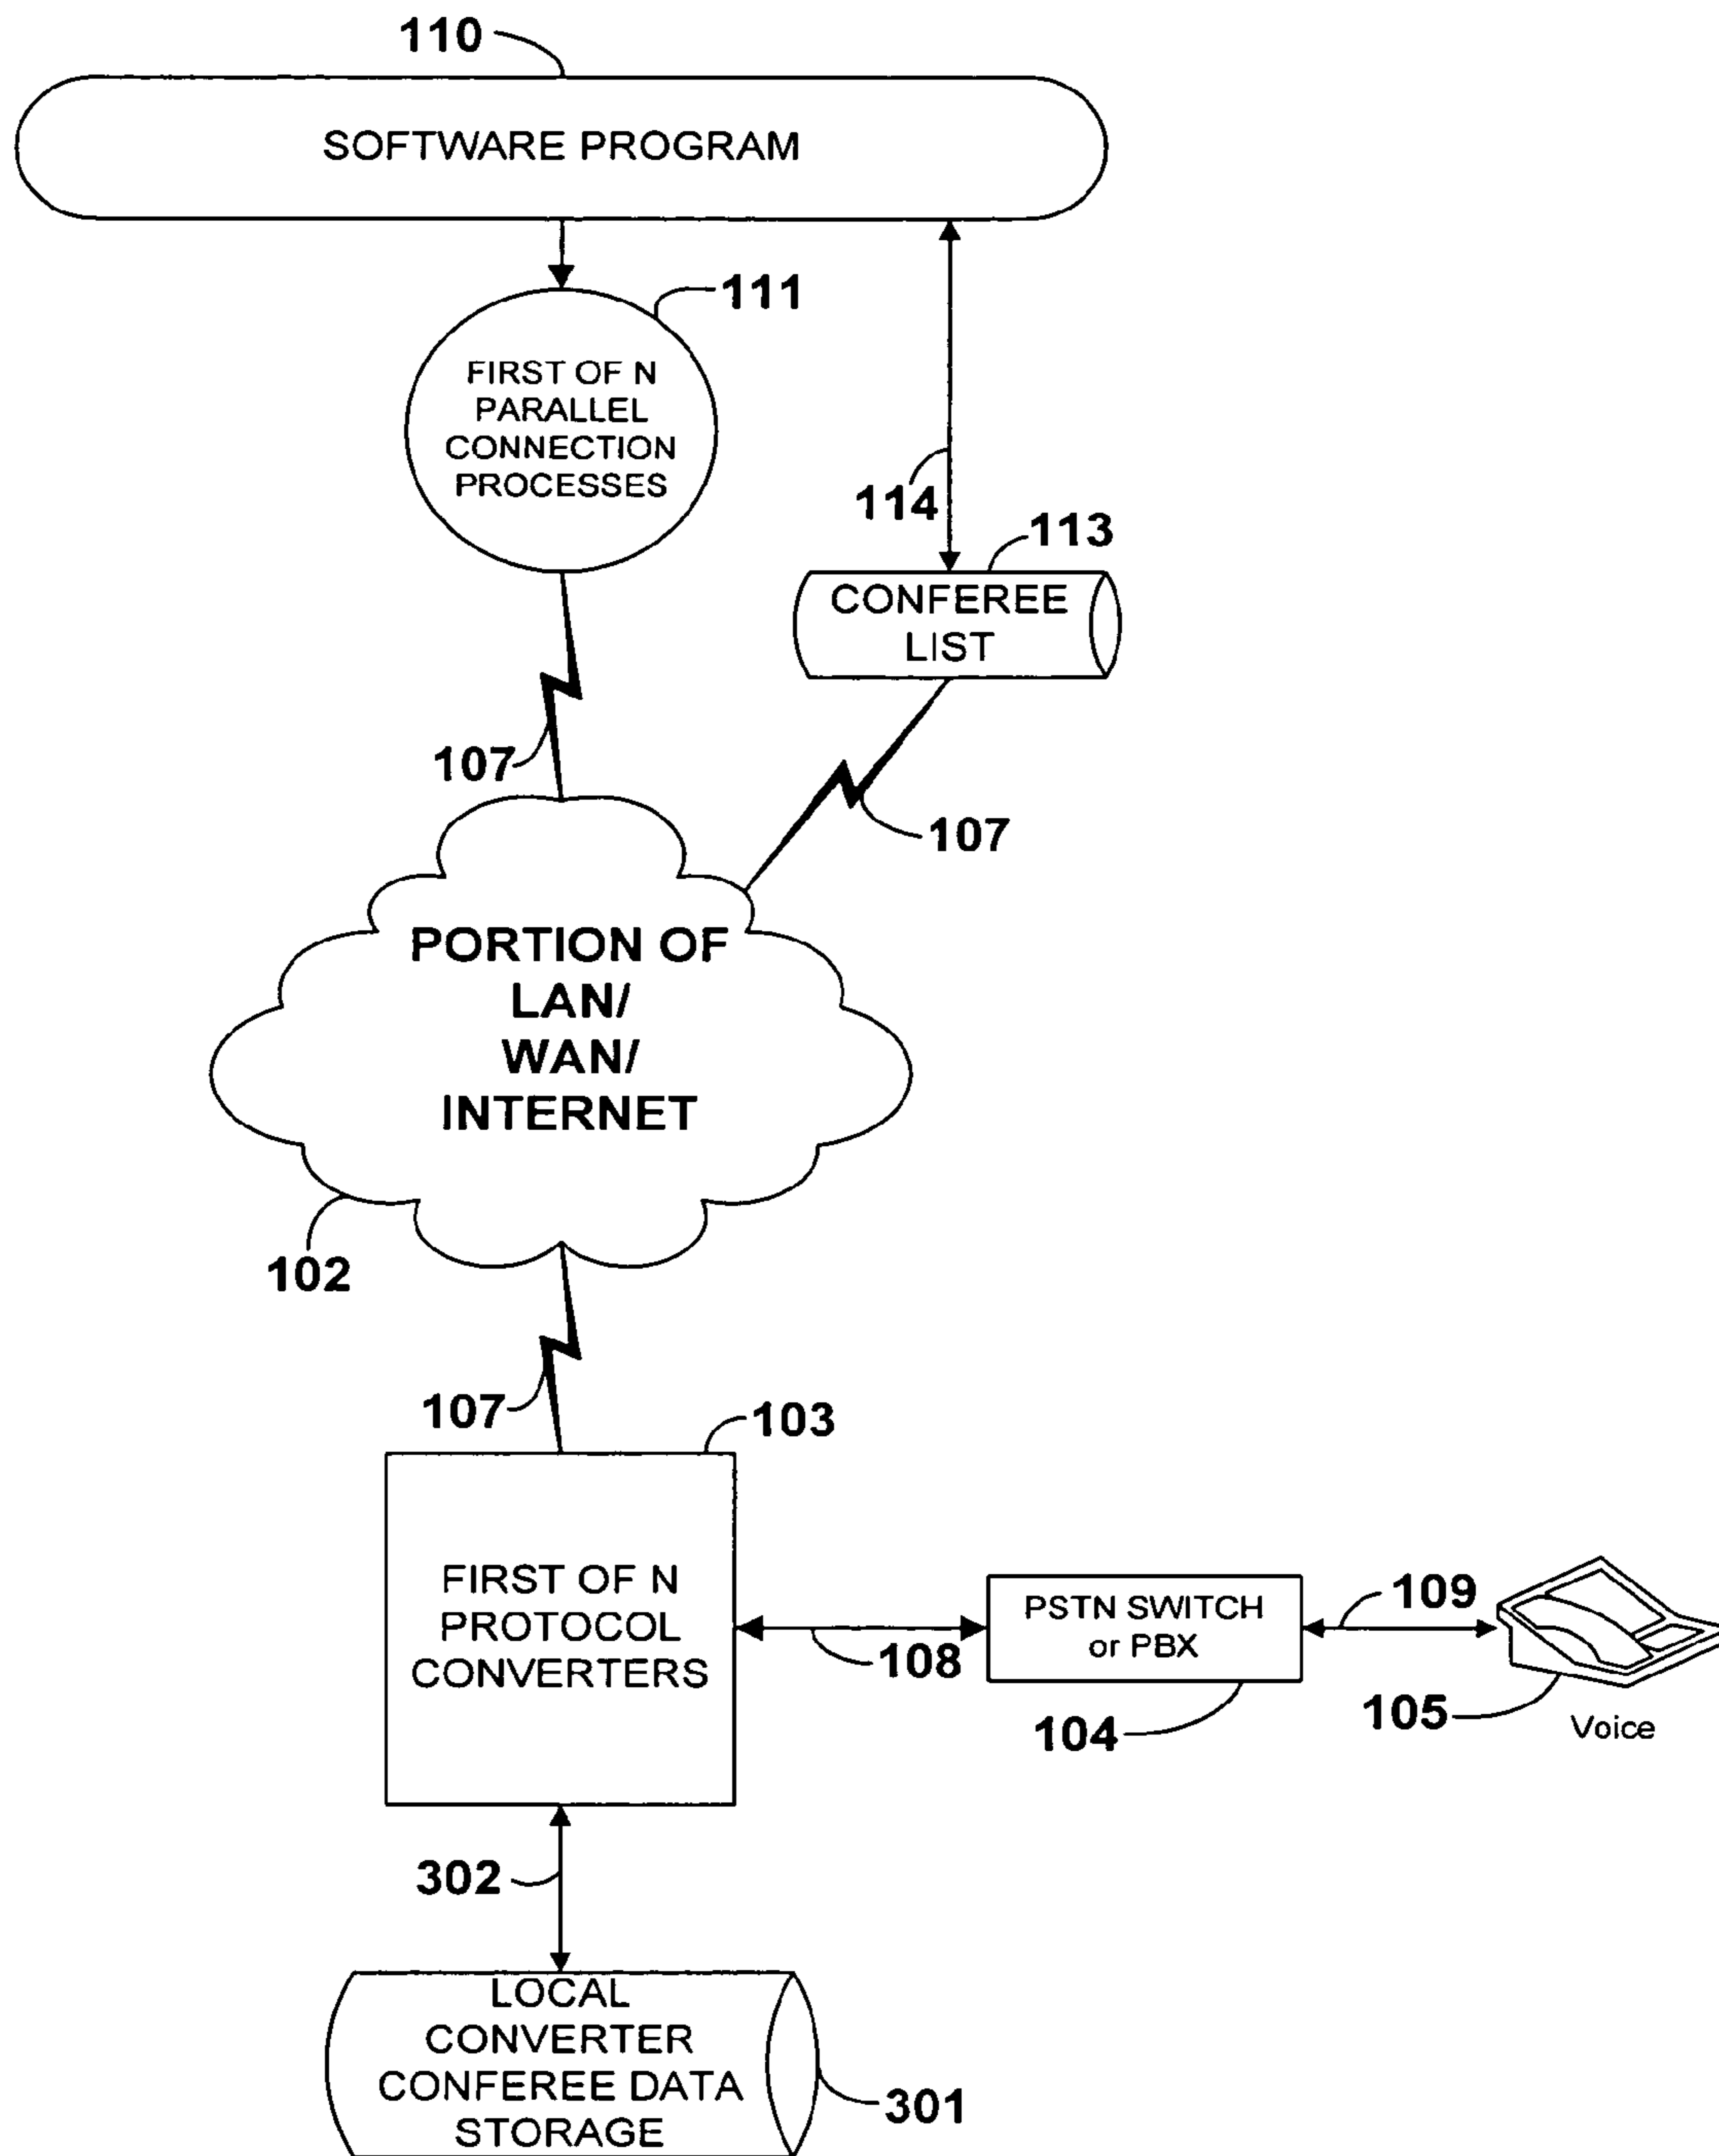 110
SOFTWARE PROGRAM
111
FIRST OF N
PARALLEL
CONNECTION
PROCESSES
114
113
CONFEREE
LIST
107
107
PORTION OF
LAN/
WAN/
INTERNET
102
107
103
FIRST OF N
PROTOCOL
CONVERTERS
108
PSTN SWITCH
or PBX
104
109
105
Voice
302
LOCAL
CONVERTER
CONFEREE DATA
STORAGE
301